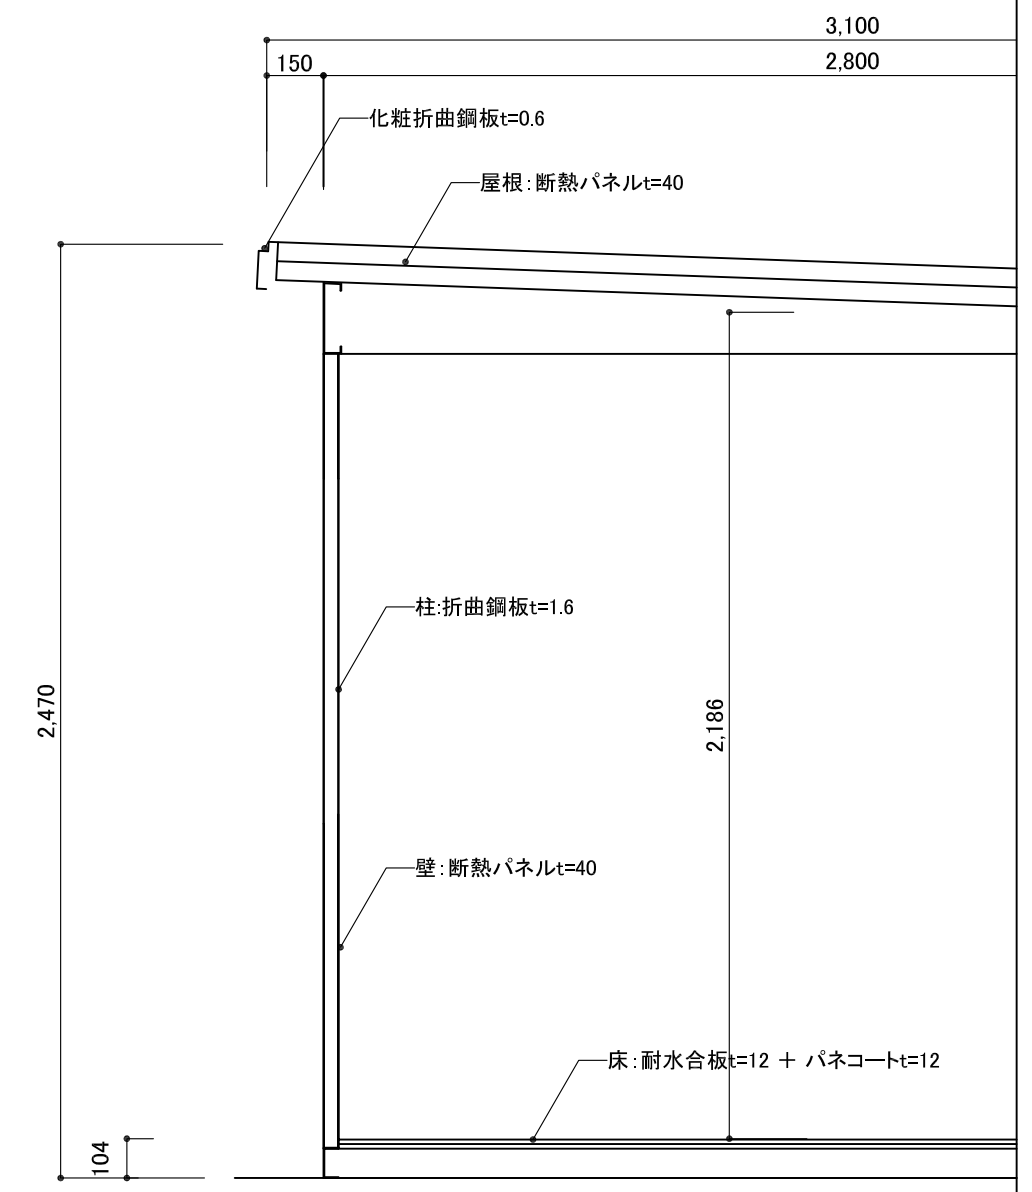 3,100
150
2,800
化粧折曲鋼板t=0.6
屋根：断熱パネルt=40
柱:折曲鋼板t=1.6
2,470
2,186
壁：断熱パネルt=40
床：耐水合板t=12 ＋ パネコートt=12
104